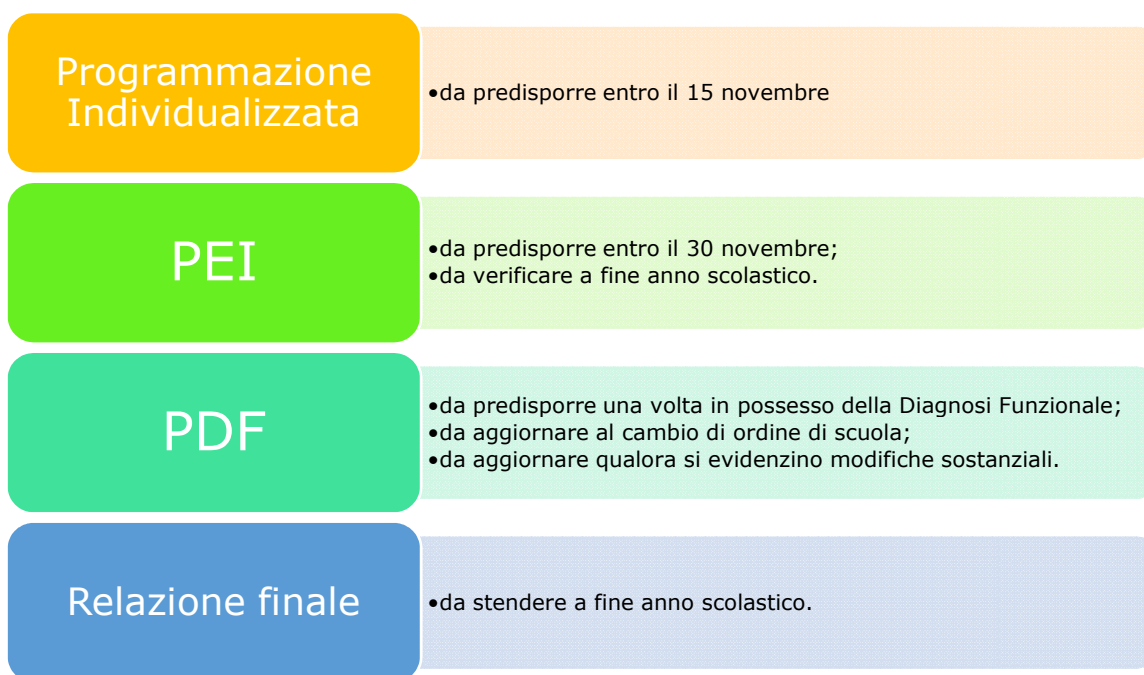 Programmazione
Individualizzata
•da predisporre entro il 15 novembre
PEI
•da predisporre entro il 30 novembre;
•da verificare a fine anno scolastico.
PDF
•da predisporre una volta in possesso della Diagnosi Funzionale;
•da aggiornare al cambio di ordine di scuola;
•da aggiornare qualora si evidenzino modifiche sostanziali.
Relazione finale
•da stendere a fine anno scolastico.